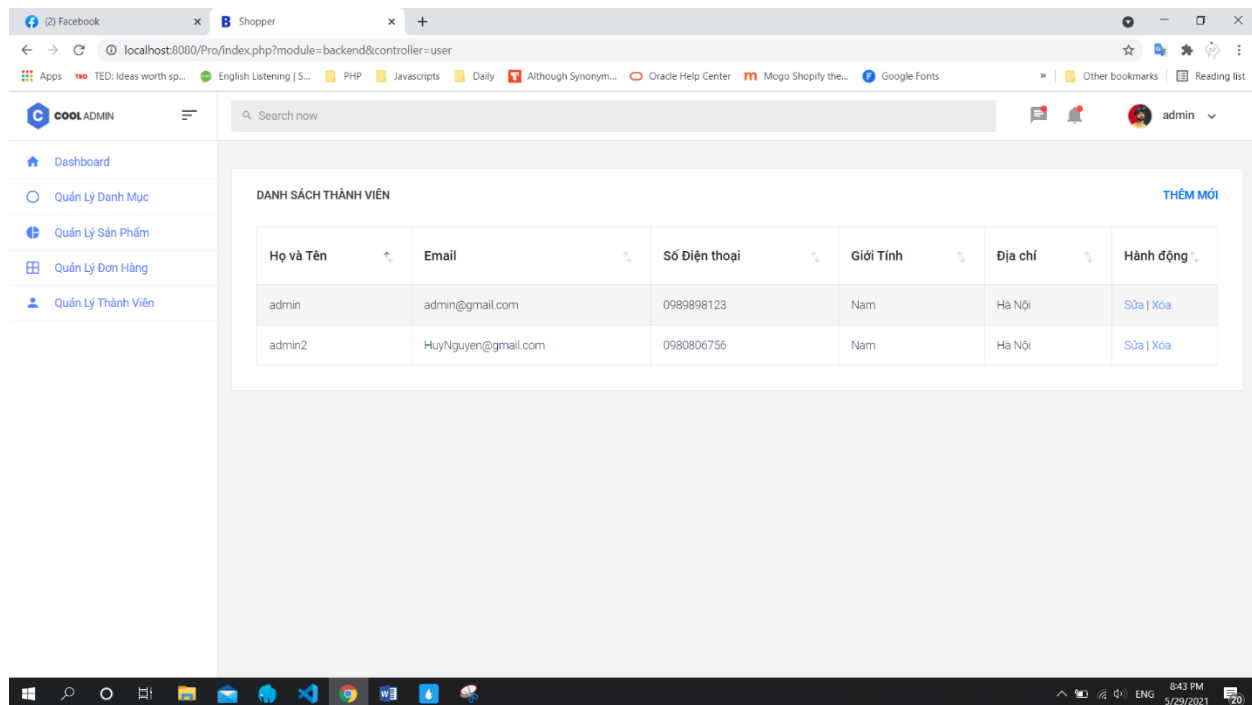 (2) Facebook
B Shopper
localhost:8080/Pro/index.php?module=backend&controller=user
Apps TED TED: Ideas worth sp... English Listening | S... PHP Javascripts Daily Although Synonym... Oracle Help Center Mogo Shopify the... F Google Fonts » Other bookmarks Reading list
C COOL ADMIN
Search now
admin
Dashboard
Quản Lý Danh Mục
Quản Lý Sản Phẩm
Quản Lý Đơn Hàng
Quản Lý Thành Viên
DANH SÁCH THÀNH VIÊN THÊM MỚI
Họ và Tên Email Số Điện thoại Giới Tính Địa chỉ Hành động
admin admin@gmail.com 0989898123 Nam Hà Nội Sửa | Xóa
admin2 HuyNguyen@gmail.com 0980806756 Nam Hà Nội Sửa | Xóa
ENG
8:43 PM
5/29/2021
20